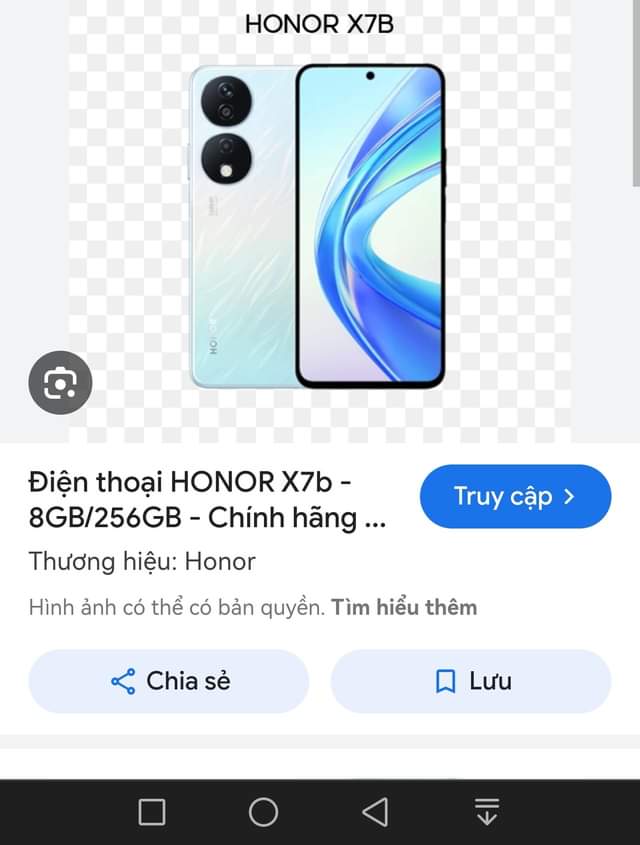 HONOR X7B
HONOR
Điện thoại HONOR X7b -
8GB/256GB - Chính hãng ...
Truy cập
Thương hiệu: Honor
Hình ảnh có thể có bản quyền. Tìm hiểu thêm
Chia sẻ
Lưu